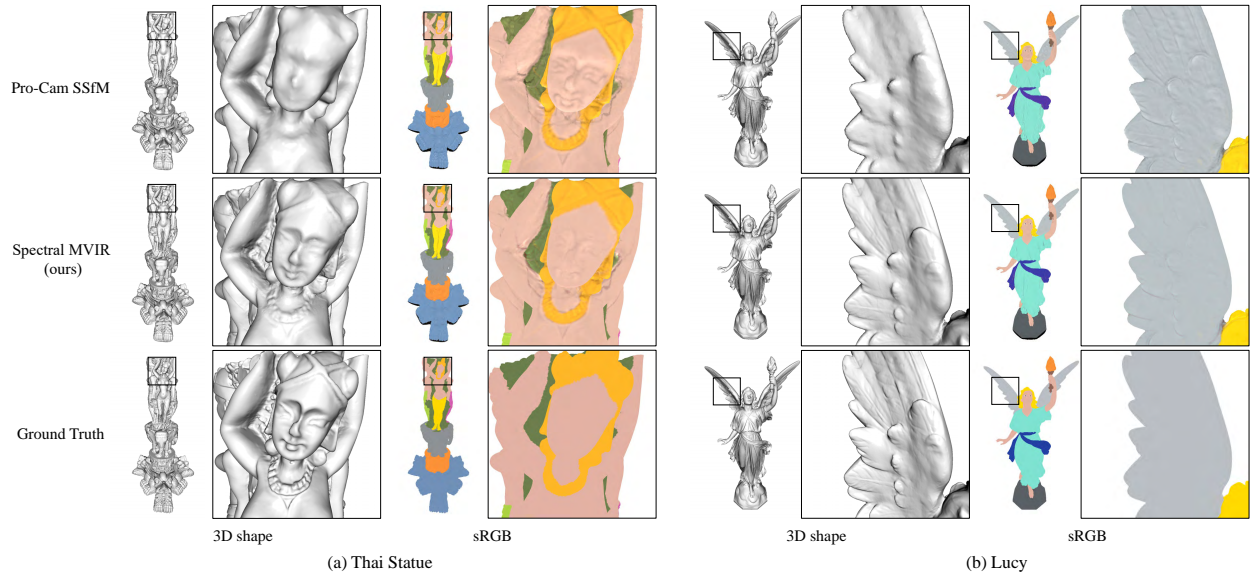 Pro-Cam SSfM
Spectral MVIR
(ours)
Ground Truth
3D shape
sRGB
3D shape
sRGB
(a) Thai Statue
(b) Lucy